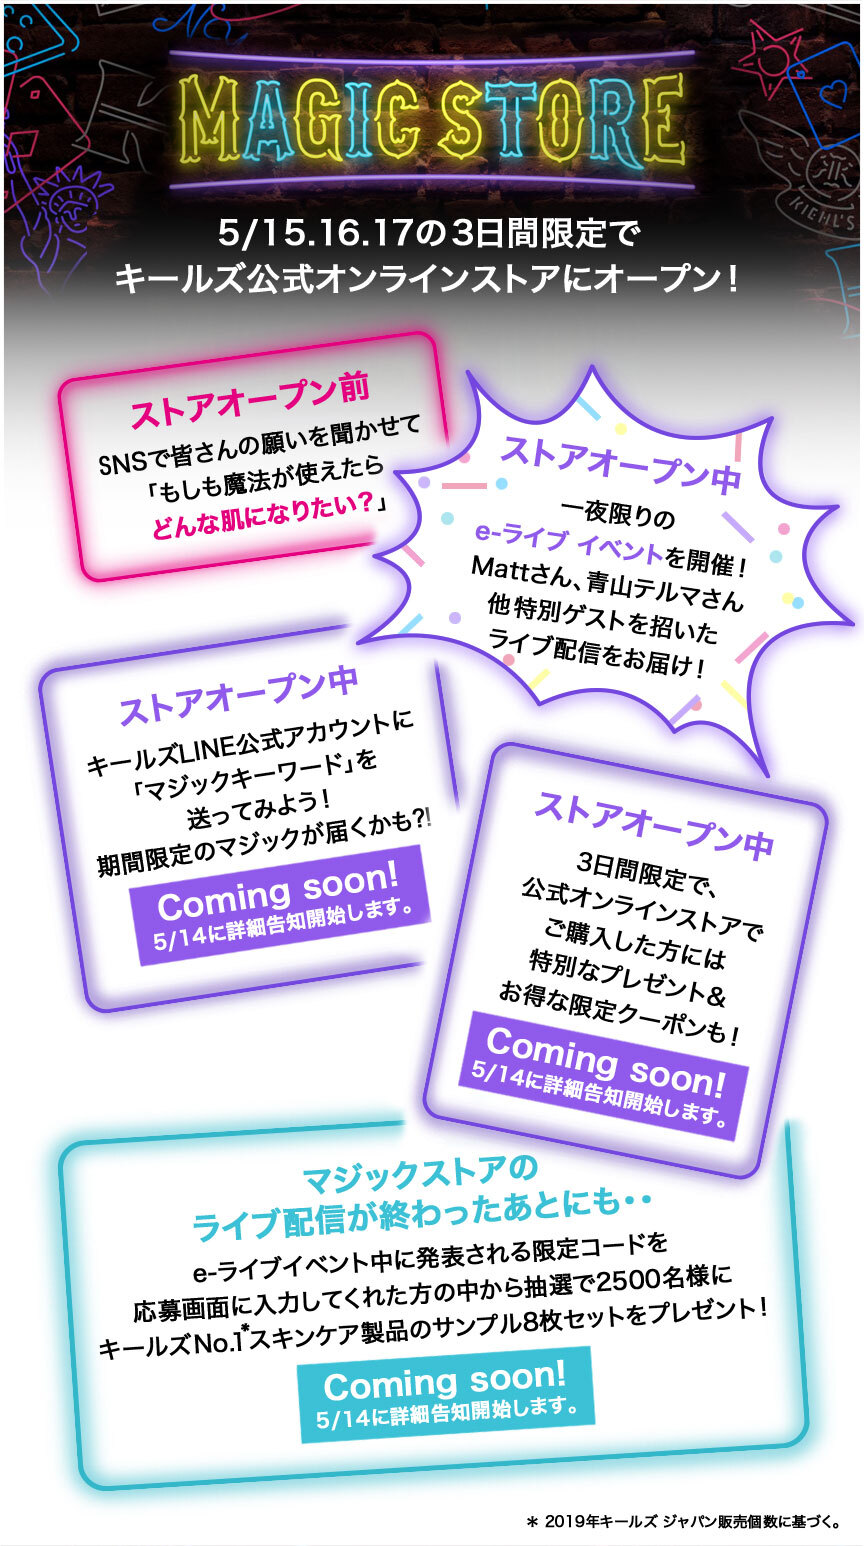 MAGIC STORE
KIEHL'S
5/15.16.17の3日間限定で
キールズ公式オンラインストアにオープン！
ストアオープン前
SNSで皆さんの願いを聞かせて
「もしも魔法が使えたら
どんな肌になりたい？」
ストアオープン中
一夜限りの
e-ライブ イベントを開催！
Mattさん、青山テルマさん
他特別ゲストを招いた
ライブ配信をお届け！
ストアオープン中
キールズLINE公式アカウントに
「マジックキーワード」を
送ってみよう！
期間限定のマジックが届くかも?!
Coming soon!
5/14に詳細告知開始します。
ストアオープン中
3日間限定で、
公式オンラインストアで
ご購入した方には
特別なプレゼント＆
お得な限定クーポンも！
Coming soon!
5/14に詳細告知開始します。
マジックストアの
ライブ配信が終わったあとにも・・
e-ライブイベント中に発表される限定コードを
応募画面に入力してくれた方の中から抽選で2500名様に
キールズNo.1*スキンケア製品のサンプル8枚セットをプレゼント！
Coming soon!
5/14に詳細告知開始します。
＊ 2019年キールズ ジャパン販売個数に基づく。